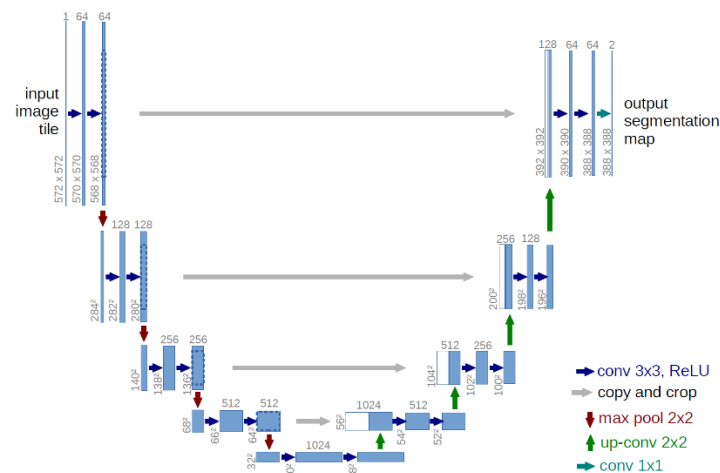 1 64 64
128 64 64 2
input
image
tile
output
segmentation
map
572 x 572
570 x 570
568 x 568
392 x 392
390 x 390
388 x 388
388 x 388
128 128
256 128
284²
282²
280²
200²
198²
196²
256 256
512 256
140²
138²
136²
104²
102²
100²
512 512
1024 512
68²
66²
64²
56²
54²
52²
1024
32²
0²
8²
conv 3x3, ReLU
copy and crop
max pool 2x2
up-conv 2x2
conv 1x1